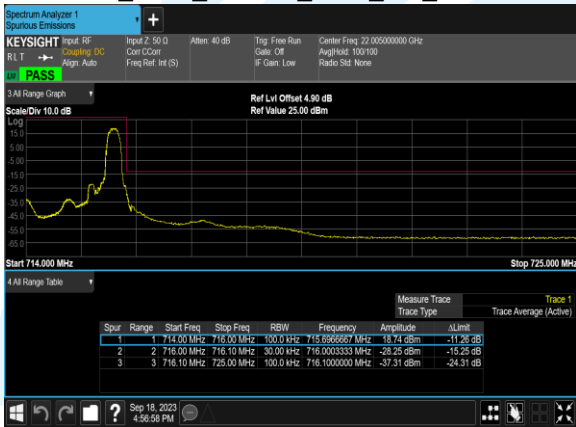 Spectrum Analyzer 1
Spurious Emissions
KEYSIGHT Input: RF Input Z: 50 Ω Atten: 40 dB Trig: Free Run Center Freq: 22.005000000 GHz
R L T Coupling: DC Corr CCorr Gate: Off Avg|Hold: 100/100
Align: Auto Freq Ref: Int (S) IF Gain: Low Radio Std: None
PASS
3 All Range Graph
Ref Lvl Offset 4.90 dB
Scale/Div 10.0 dB Ref Value 25.00 dBm
Log
15.0
5.00
-5.00
-15.0
-25.0
-35.0
-45.0
-55.0
-65.0
Start 714.000 MHz Stop 725.000 MHz
4 All Range Table
Measure Trace Trace 1
Trace Type Trace Average (Active)
Spur Range Start Freq Stop Freq RBW Frequency Amplitude ΔLimit
1 1 714.00 MHz 716.00 MHz 100.0 kHz 715.6966667 MHz 18.74 dBm -11.26 dB
2 2 716.00 MHz 716.10 MHz 30.00 kHz 716.0003333 MHz -28.25 dBm -15.25 dB
3 3 716.10 MHz 725.00 MHz 100.0 kHz 716.1000000 MHz -37.31 dBm -24.31 dB
? Sep 18, 2023
4:56:58 PM